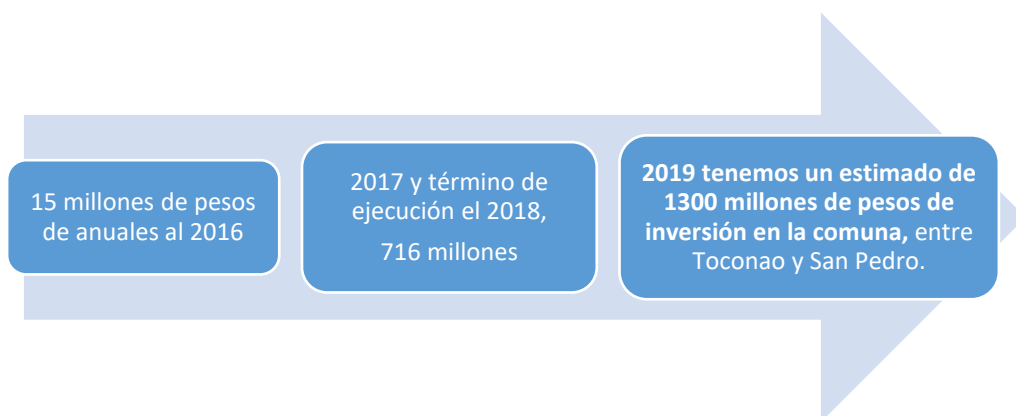 15 millones de pesos
de anuales al 2016
2017 y término de
ejecución el 2018,
716 millones
2019 tenemos un estimado de
1300 millones de pesos de
inversión en la comuna, entre
Toconao y San Pedro.